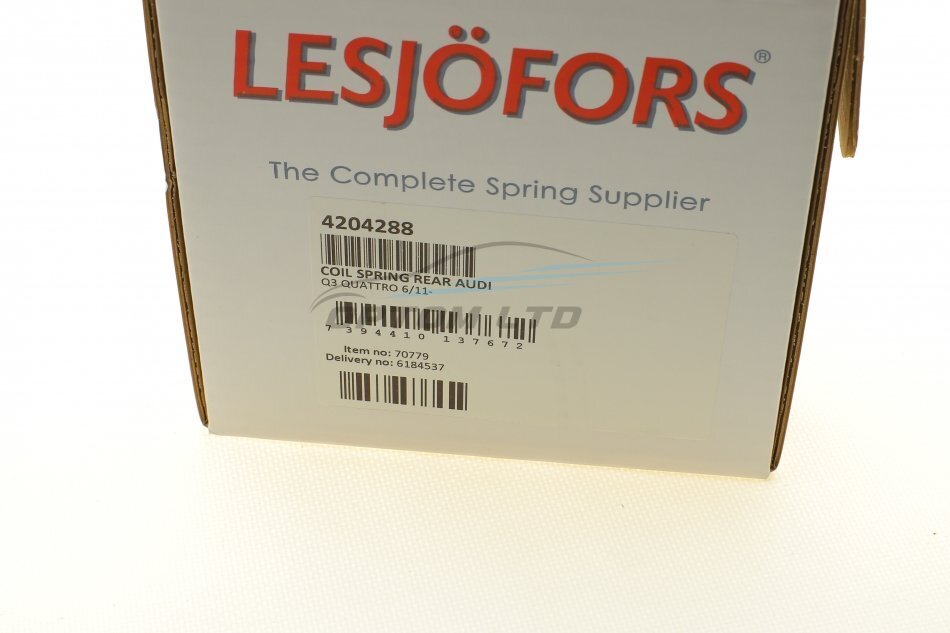 LESJÖFORS®
The Complete Spring Supplier
4204288
COIL SPRING REAR AUDI
Q3 QUATTRO 6/11-
7 394410 137672
Item no: 70779
Delivery no: 6184537
LTD